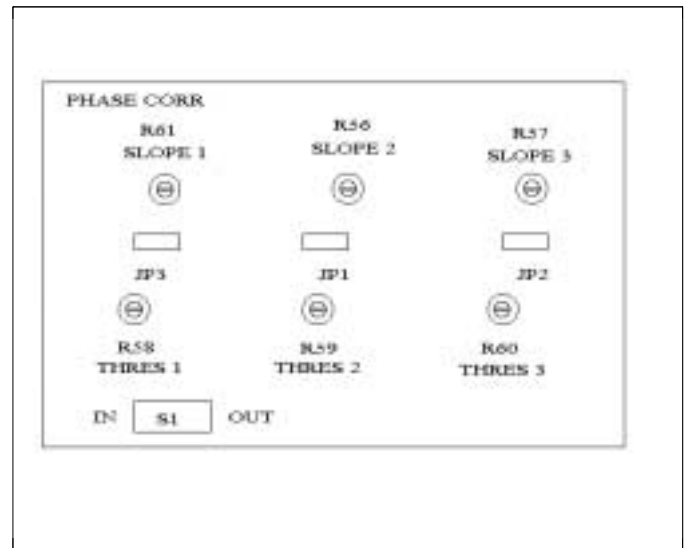 PHASE CORR
R61 R56 R57
SLOPE 1 SLOPE 2 SLOPE 3
JP3 JP1 JP2
R58 R59 R60
THRES 1 THRES 2 THRES 3
IN S1 OUT